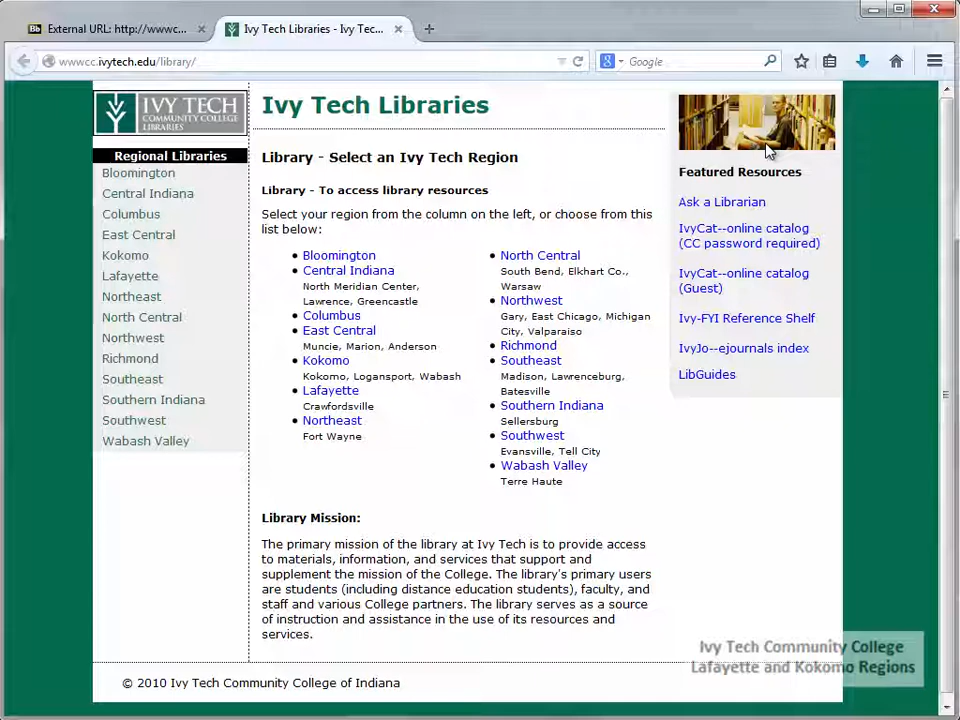 External URL: http://wwwc...
Ivy Tech Libraries - Ivy Tec...
wwwcc.ivytech.edu/library/
Google
IVY TECH
COMMUNITY COLLEGE
LIBRARIES
Regional Libraries
Bloomington
Central Indiana
Columbus
East Central
Kokomo
Lafayette
Northeast
North Central
Northwest
Richmond
Southeast
Southern Indiana
Southwest
Wabash Valley
Ivy Tech Libraries
Library - Select an Ivy Tech Region
Library - To access library resources
Select your region from the column on the left, or choose from this
list below:
• Bloomington
• Central Indiana
North Meridian Center,
Lawrence, Greencastle
• Columbus
• East Central
Muncie, Marion, Anderson
• Kokomo
Kokomo, Logansport, Wabash
• Lafayette
Crawfordsville
• Northeast
Fort Wayne
• North Central
South Bend, Elkhart Co.,
Warsaw
• Northwest
Gary, East Chicago, Michigan
City, Valparaiso
• Richmond
• Southeast
Madison, Lawrenceburg,
Batesville
• Southern Indiana
Sellersburg
• Southwest
Evansville, Tell City
• Wabash Valley
Terre Haute
Library Mission:
The primary mission of the library at Ivy Tech is to provide access
to materials, information, and services that support and
supplement the mission of the College. The library's primary users
are students (including distance education students), faculty, and
staff and various College partners. The library serves as a source
of instruction and assistance in the use of its resources and
services.
Featured Resources
Ask a Librarian
IvyCat--online catalog
(CC password required)
IvyCat--online catalog
(Guest)
Ivy-FYI Reference Shelf
IvyJo--ejournals index
LibGuides
© 2010 Ivy Tech Community College of Indiana
Ivy Tech Community College
Lafayette and Kokomo Regions